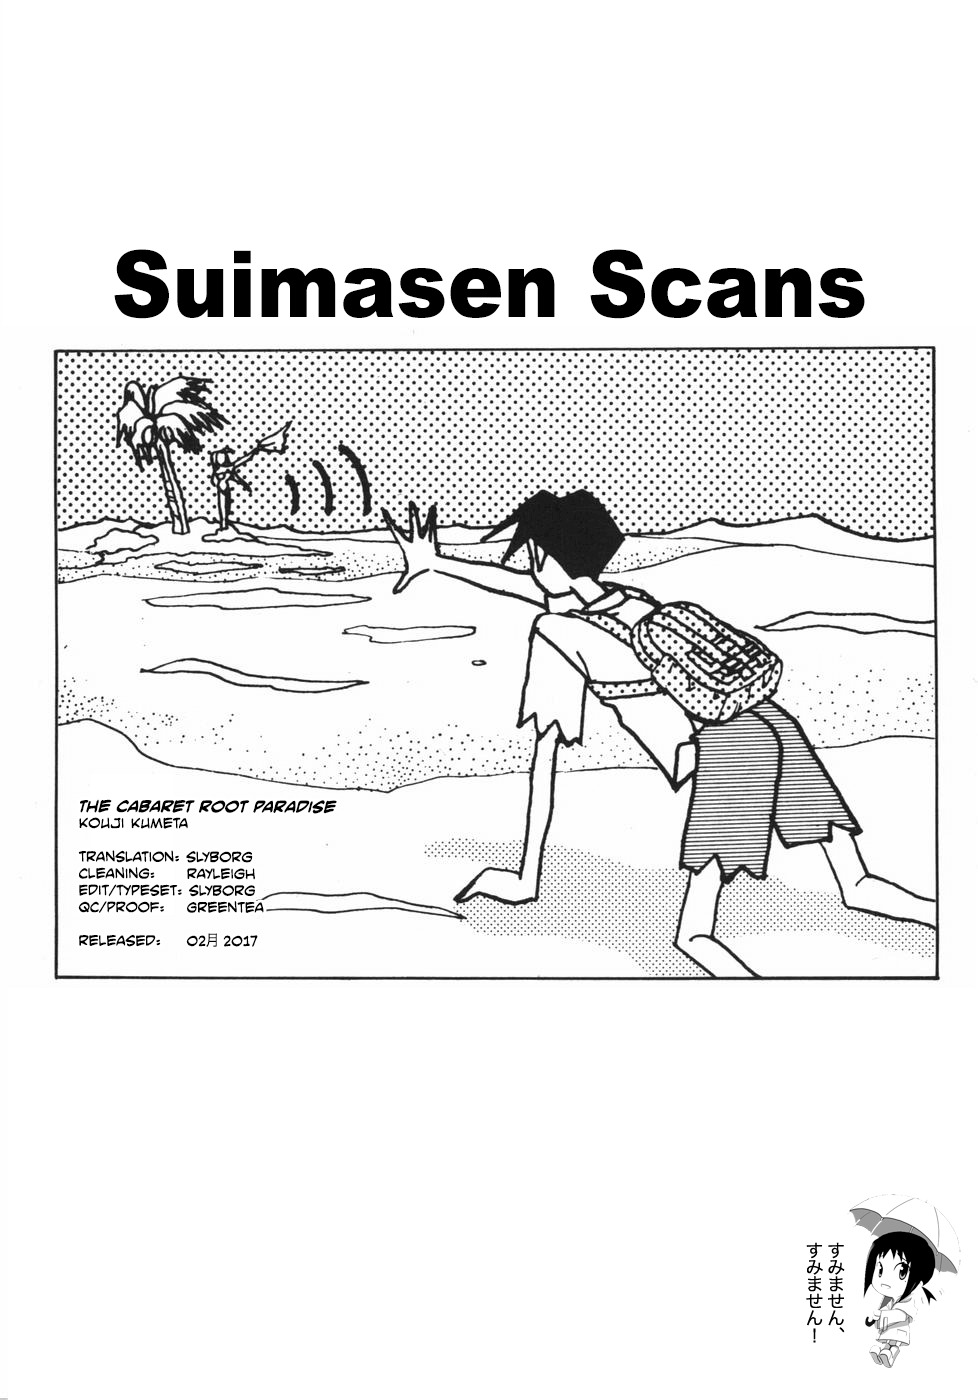 Suimasen Scans
THE CABARET ROOT PARADISE
KOUJI KUMETA
TRANSLATION: SLYBORG
CLEANING: RAYLEIGH
EDIT/TYPESET: SLYBORG
QC/PROOF: GREENTEA
RELEASED: 02月 2017
すみません、
すみません！